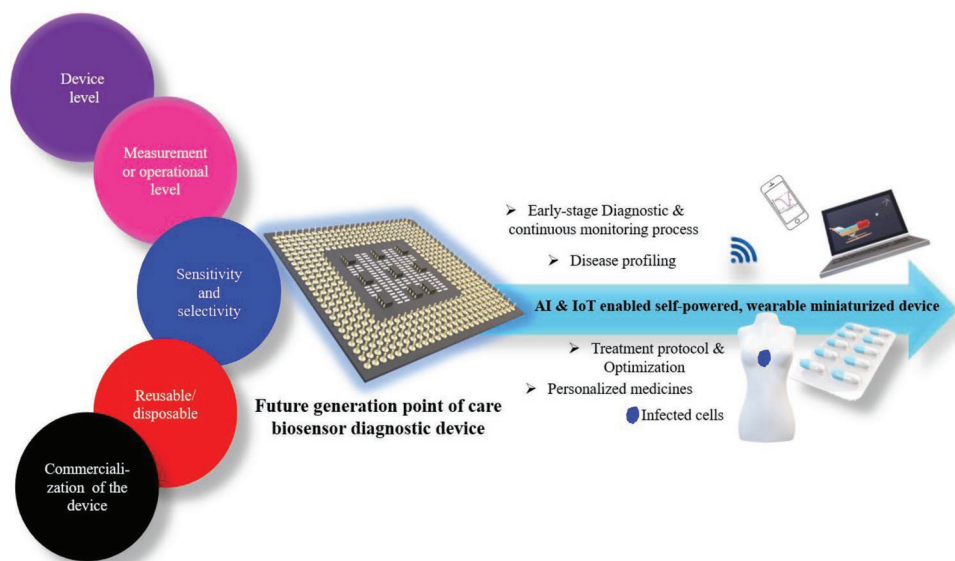 Device
level
Measurement
or operational
level
Sensitivity
and
selectivity
Reusable/
disposable
Commerciali-
zation of the
device
Future generation point of care
biosensor diagnostic device
➢ Early-stage Diagnostic &
continuous monitoring process
➢ Disease profiling
AI & IoT enabled self-powered, wearable miniaturized device
➢ Treatment protocol &
Optimization
➢ Personalized medicines
Infected cells